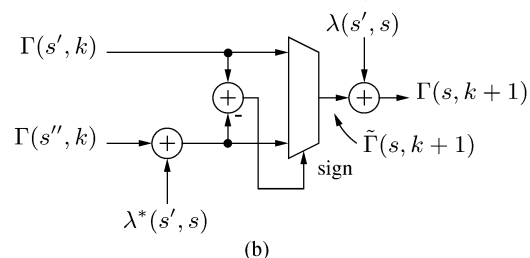 λ(s′, s)
Γ(s′, k)
+
-
+
Γ(s, k + 1)
Γ(s′′, k)
+
Γ̃(s, k + 1)
sign
λ*(s′, s)
(b)